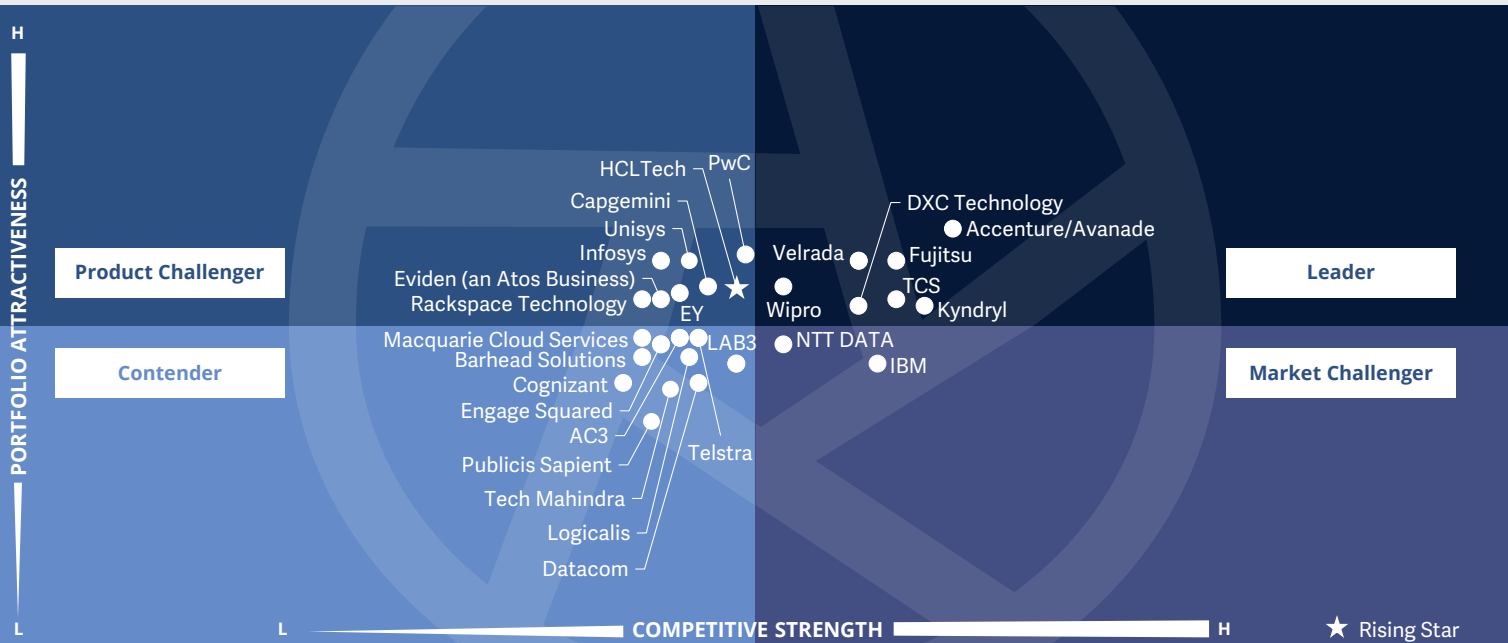 H
HCLTech
PwC
Capgemini
DXC Technology
Unisys
Accenture/Avanade
Infosys
Velrada
Fujitsu
Product Challenger
Leader
Eviden (an Atos Business)
TCS
Rackspace Technology
EY
Wipro
Kyndryl
PORTFOLIO ATTRACTIVENESS
Macquarie Cloud Services
LAB3
NTT DATA
Barhead Solutions
IBM
Contender
Market Challenger
Cognizant
Engage Squared
AC3
Telstra
Publicis Sapient
Tech Mahindra
Logicalis
Datacom
L
L
COMPETITIVE STRENGTH
H
Rising Star